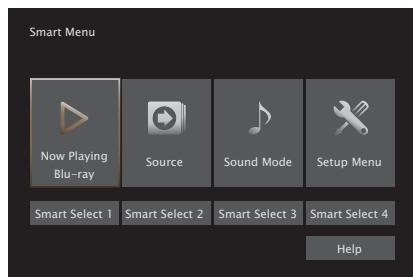 Smart Menu
Now Playing
Blu-ray
Source
Sound Mode
Setup Menu
Smart Select 1
Smart Select 2
Smart Select 3
Smart Select 4
Help